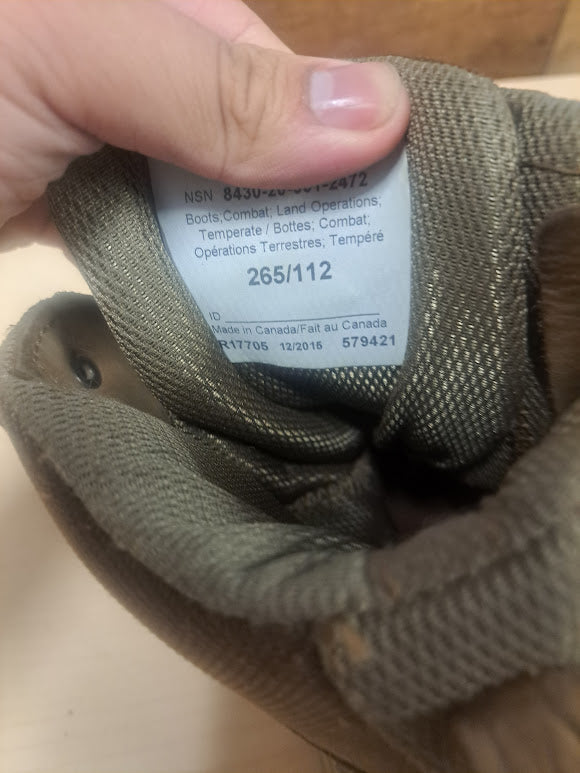 NSN 8430-20-001-2472
Boots;Combat; Land Operations;
Temperate / Bottes; Combat;
Opérations Terrestres; Tempéré
265/112
ID
Made in Canada/Fait au Canada
R17705 12/2015 579421